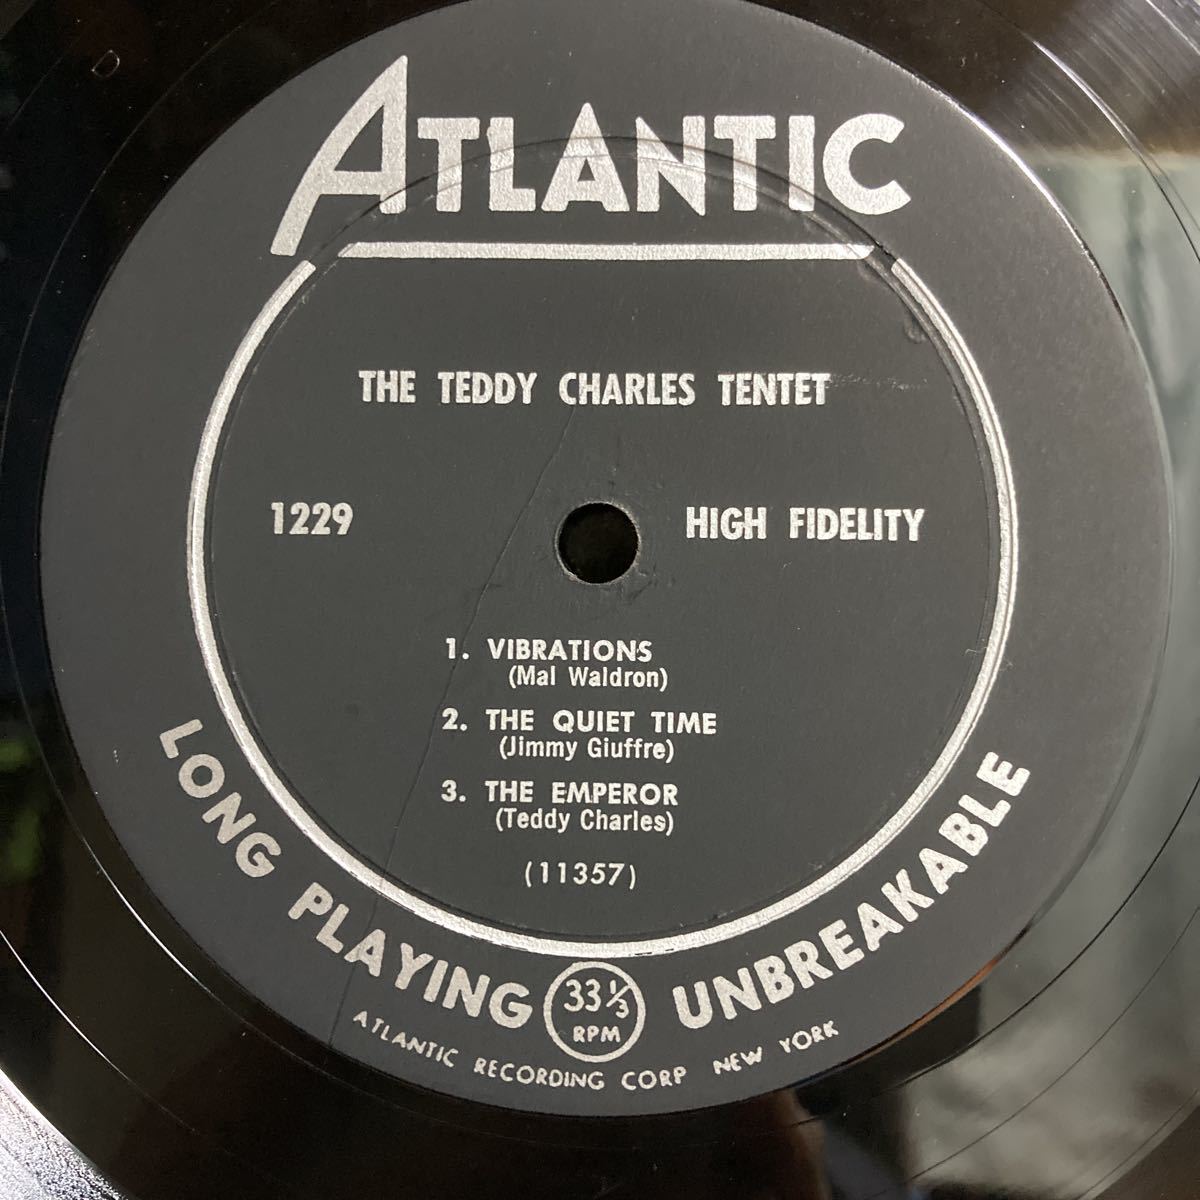 ATLANTIC
THE TEDDY CHARLES TENTET
1229
HIGH FIDELITY
1. VIBRATIONS
(Mal Waldron)
2. THE QUIET TIME
(Jimmy Giuffre)
3. THE EMPEROR
(Teddy Charles)
(11357)
LONG PLAYING
33 1/3
RPM
UNBREAKABLE
ATLANTIC RECORDING CORP NEW YORK